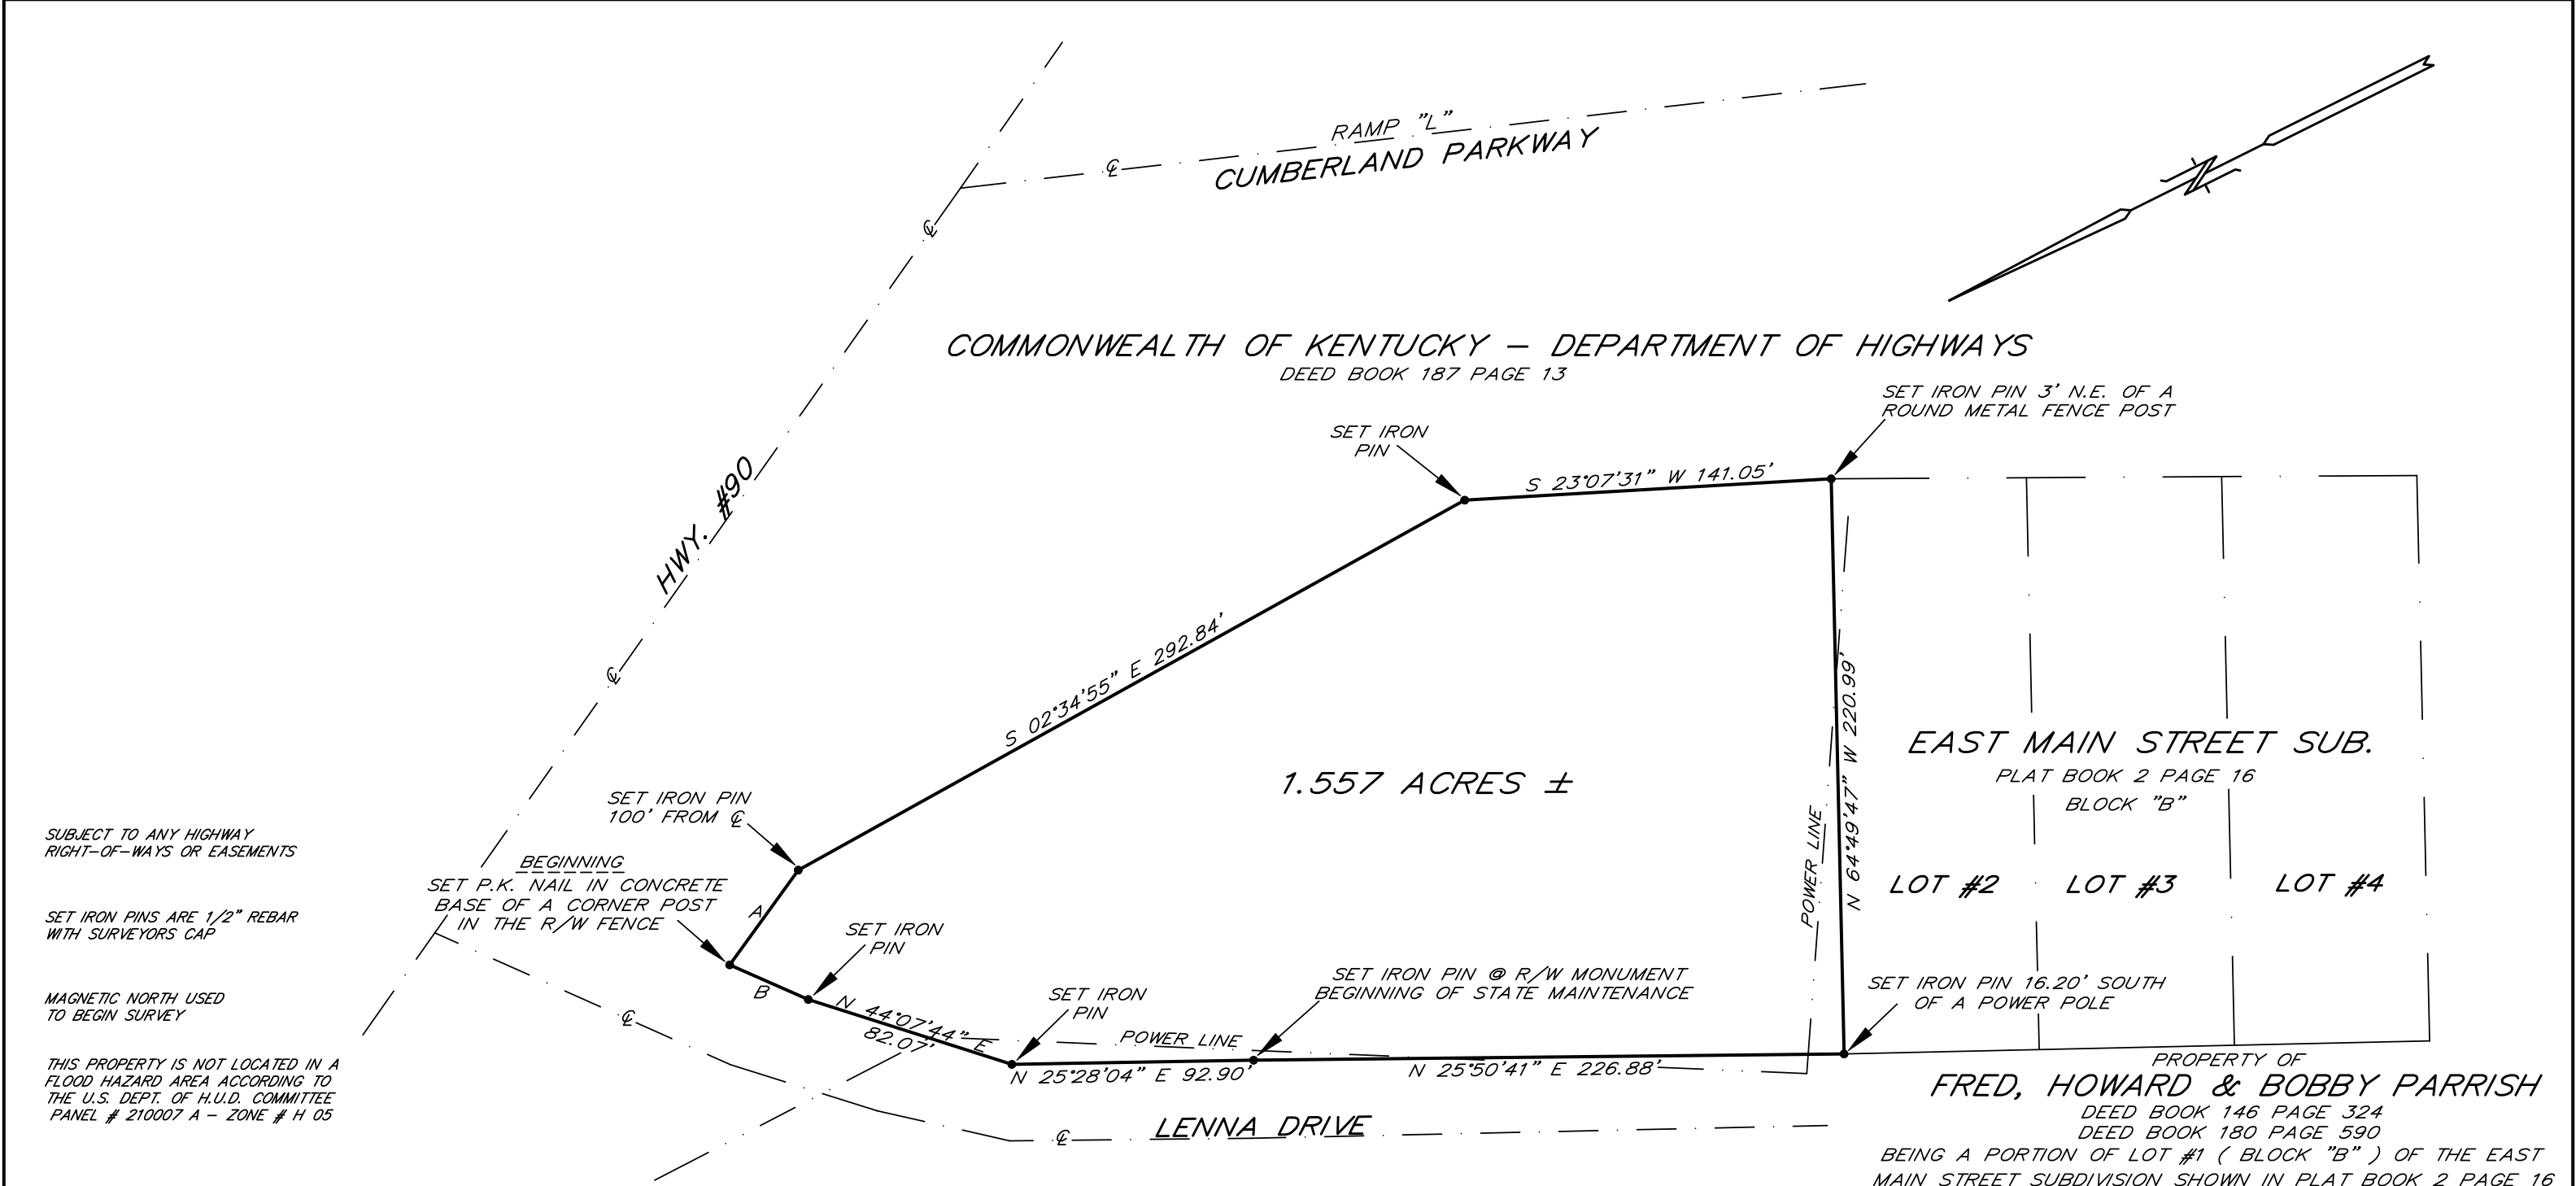 RAMP "L"
℄
CUMBERLAND PARKWAY
N
℄
COMMONWEALTH OF KENTUCKY – DEPARTMENT OF HIGHWAYS
DEED BOOK 187 PAGE 13
SET IRON PIN 3' N.E. OF A
ROUND METAL FENCE POST
SET IRON
PIN
S 23°07'31" W 141.05'
HWY. #90
℄
S 02°34'55" E 292.84'
N 64°49'47" W 220.99'
POWER LINE
1.557 ACRES ±
EAST MAIN STREET SUB.
PLAT BOOK 2 PAGE 16
BLOCK "B"
LOT #2
LOT #3
LOT #4
SET IRON PIN
100' FROM ℄
BEGINNING
SET P.K. NAIL IN CONCRETE
BASE OF A CORNER POST
IN THE R/W FENCE
A
B
SET IRON
PIN
N 44°07'44" E
82.07'
℄
SET IRON
PIN
POWER LINE
SET IRON PIN @ R/W MONUMENT
BEGINNING OF STATE MAINTENANCE
SET IRON PIN 16.20' SOUTH
OF A POWER POLE
N 25°28'04" E 92.90'
N 25°50'41" E 226.88'
℄
LENNA DRIVE
SUBJECT TO ANY HIGHWAY
RIGHT–OF–WAYS OR EASEMENTS
SET IRON PINS ARE 1/2" REBAR
WITH SURVEYORS CAP
MAGNETIC NORTH USED
TO BEGIN SURVEY
THIS PROPERTY IS NOT LOCATED IN A
FLOOD HAZARD AREA ACCORDING TO
THE U.S. DEPT. OF H.U.D. COMMITTEE
PANEL # 210007 A – ZONE # H 05
PROPERTY OF
FRED, HOWARD & BOBBY PARRISH
DEED BOOK 146 PAGE 324
DEED BOOK 180 PAGE 590
BEING A PORTION OF LOT #1 ( BLOCK "B" ) OF THE EAST
MAIN STREET SUBDIVISION SHOWN IN PLAT BOOK 2 PAGE 16